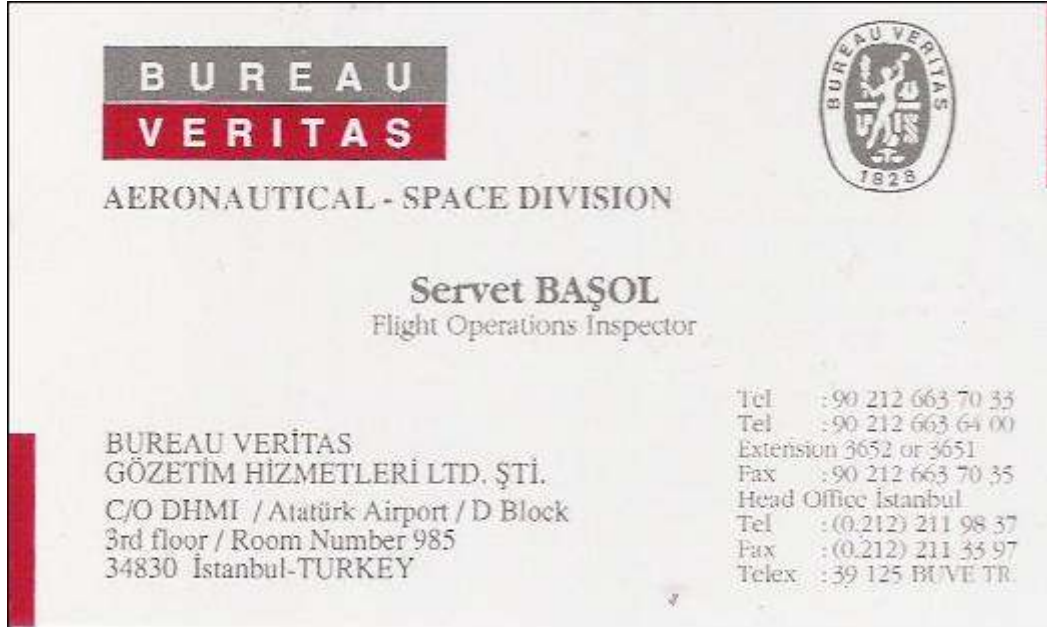 BUREAU
VERITAS
BUREAU VERITAS
1828
AERONAUTICAL - SPACE DIVISION
Servet BAŞOL
Flight Operations Inspector
BUREAU VERİTAS
GÖZETİM HİZMETLERİ LTD. ŞTİ.
C/O DHMI / Atatürk Airport / D Block
3rd floor / Room Number 985
34830 İstanbul-TURKEY
Tel : 90 212 663 70 33
Tel : 90 212 663 64 00
Extension 3652 or 3651
Fax : 90 212 663 70 35
Head Office İstanbul
Tel : (0.212) 211 98 37
Fax : (0.212) 211 33 97
Telex : 39 125 BUVE TR.